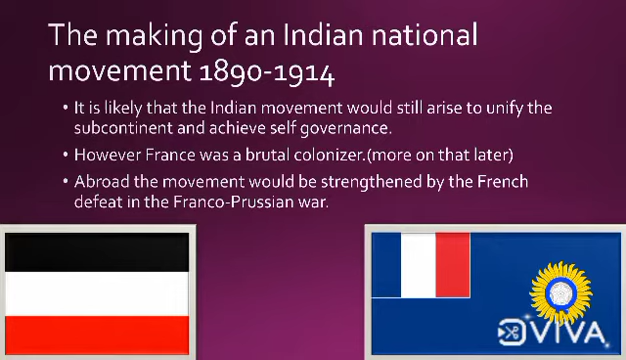 The making of an Indian national
movement 1890-1914
• It is likely that the Indian movement would still arise to unify the
subcontinent and achieve self governance.
• However France was a brutal colonizer.(more on that later)
• Abroad the movement would be strengthened by the French
defeat in the Franco-Prussian war.
VIVA